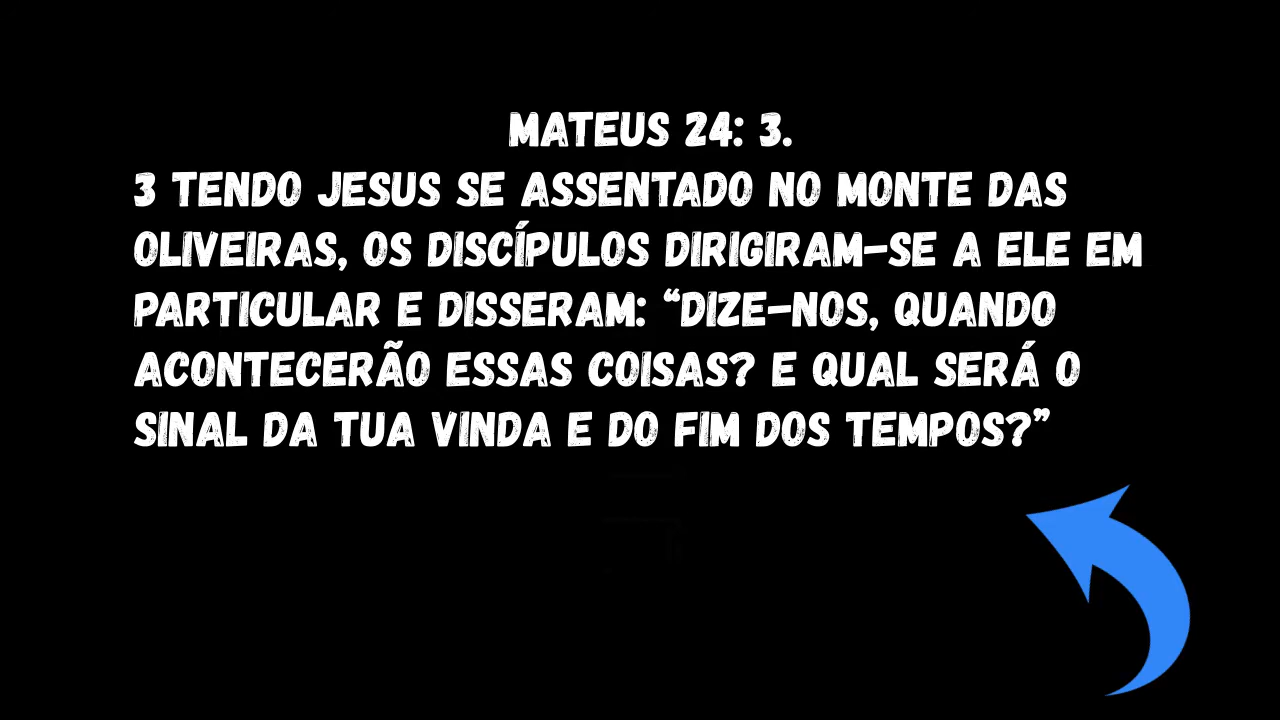 MATEUS 24: 3.
3 TENDO JESUS SE ASSENTADO NO MONTE DAS
OLIVEIRAS, OS DISCÍPULOS DIRIGIRAM-SE A ELE EM
PARTICULAR E DISSERAM: “DIZE-NOS, QUANDO
ACONTECERÃO ESSAS COISAS? E QUAL SERÁ O
SINAL DA TUA VINDA E DO FIM DOS TEMPOS?”